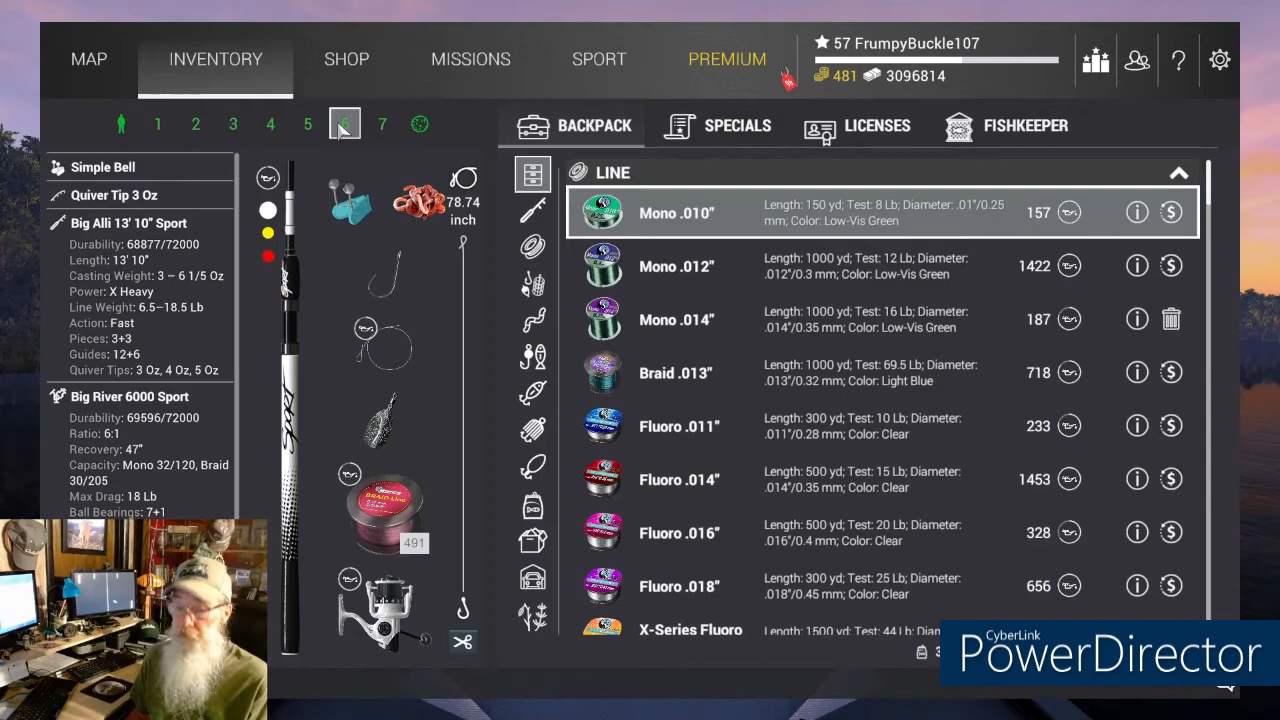 MAP INVENTORY SHOP MISSIONS SPORT PREMIUM
57 FrumpyBuckle107
481 3096814
1 2 3 4 5 6 7
BACKPACK SPECIALS LICENSES FISHKEEPER
Simple Bell
Quiver Tip 3 Oz
Big Alli 13' 10" Sport
Durability: 68877/72000
Length: 13' 10"
Casting Weight: 3 – 6 1/5 Oz
Power: X Heavy
Line Weight: 6.5–18.5 Lb
Action: Fast
Pieces: 3+3
Guides: 12+6
Quiver Tips: 3 Oz, 4 Oz, 5 Oz
Big River 6000 Sport
Durability: 69596/72000
Ratio: 6:1
Recovery: 47"
Capacity: Mono 32/120, Braid
30/205
Max Drag: 18 Lb
Ball Bearings: 7+1
SPORT
78.74
inch
BRAID Line
491
LINE
Mono .010"
Length: 150 yd; Test: 8 Lb; Diameter: .01"/0.25
mm; Color: Low-Vis Green
157
Mono .012"
Length: 1000 yd; Test: 12 Lb; Diameter:
.012"/0.3 mm; Color: Low-Vis Green
1422
Mono .014"
Length: 1000 yd; Test: 16 Lb; Diameter:
.014"/0.35 mm; Color: Low-Vis Green
187
Braid .013"
Length: 1000 yd; Test: 69.5 Lb; Diameter:
.013"/0.32 mm; Color: Light Blue
718
Fluoro .011"
Length: 300 yd; Test: 10 Lb; Diameter:
.011"/0.28 mm; Color: Clear
233
Fluoro .014"
Length: 500 yd; Test: 15 Lb; Diameter:
.014"/0.35 mm; Color: Clear
1453
Fluoro .016"
Length: 500 yd; Test: 20 Lb; Diameter:
.016"/0.4 mm; Color: Clear
328
Fluoro .018"
Length: 300 yd; Test: 25 Lb; Diameter:
.018"/0.45 mm; Color: Clear
656
X-Series Fluoro
Length: 1500 yd; Test: 44 Lb;
CyberLink
PowerDirector